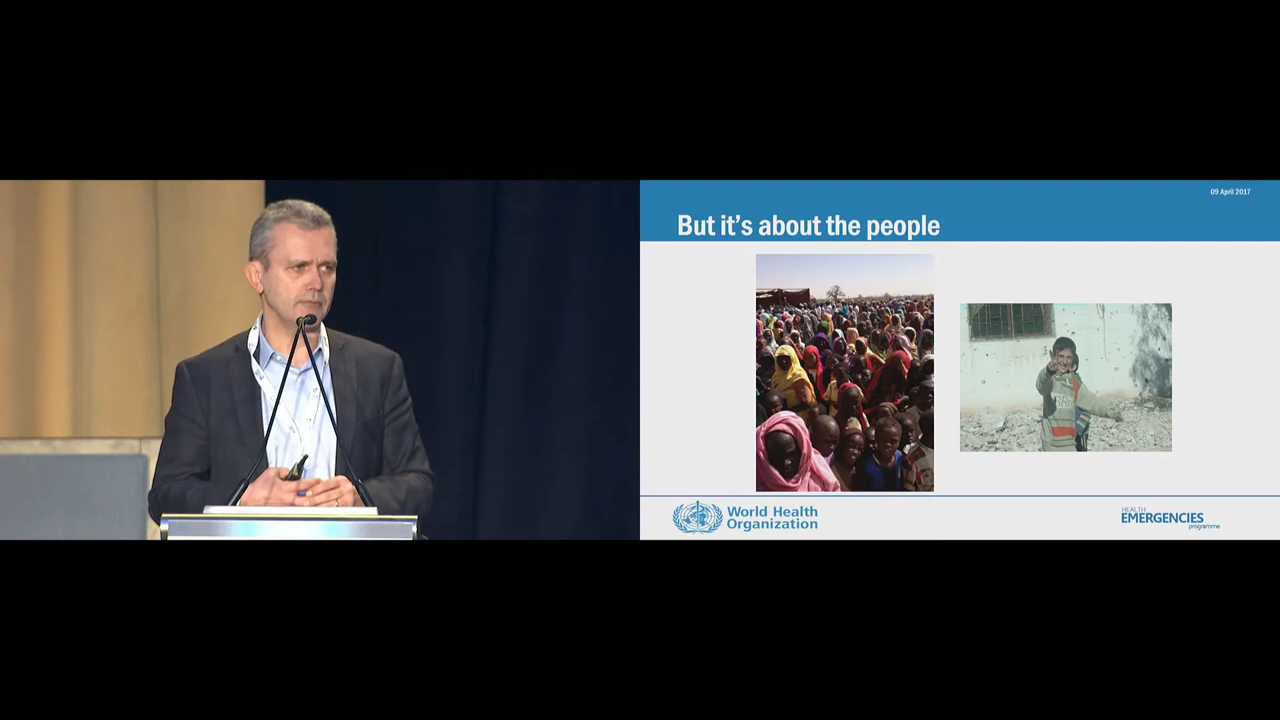 09 April 2017
But it's about the people
World Health
Organization
HEALTH
EMERGENCIES
programme